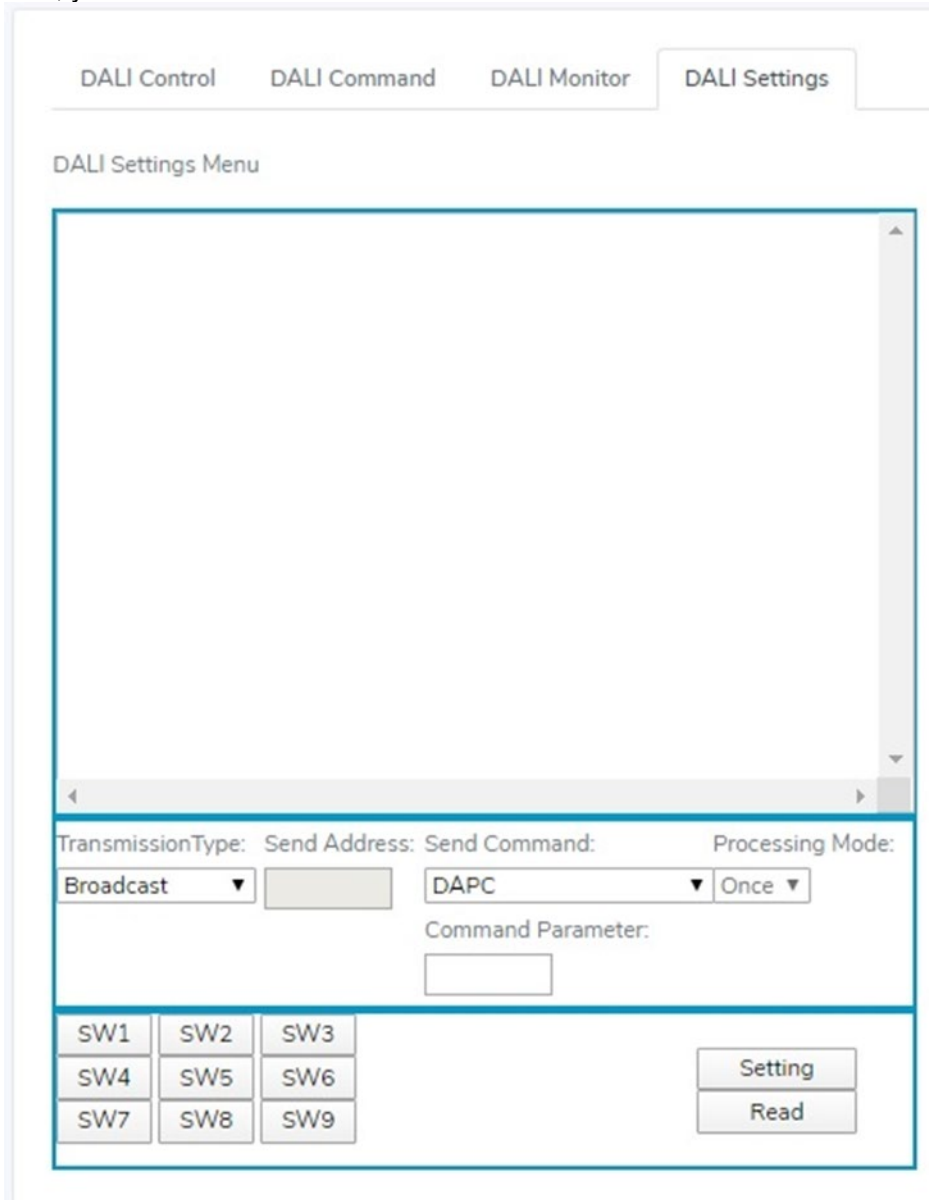 DALI Control DALI Command DALI Monitor DALI Settings
DALI Settings Menu
TransmissionType: Send Address: Send Command: Processing Mode:
Broadcast DAPC Once
Command Parameter:
SW1 SW2 SW3
SW4 SW5 SW6
SW7 SW8 SW9
Setting
Read